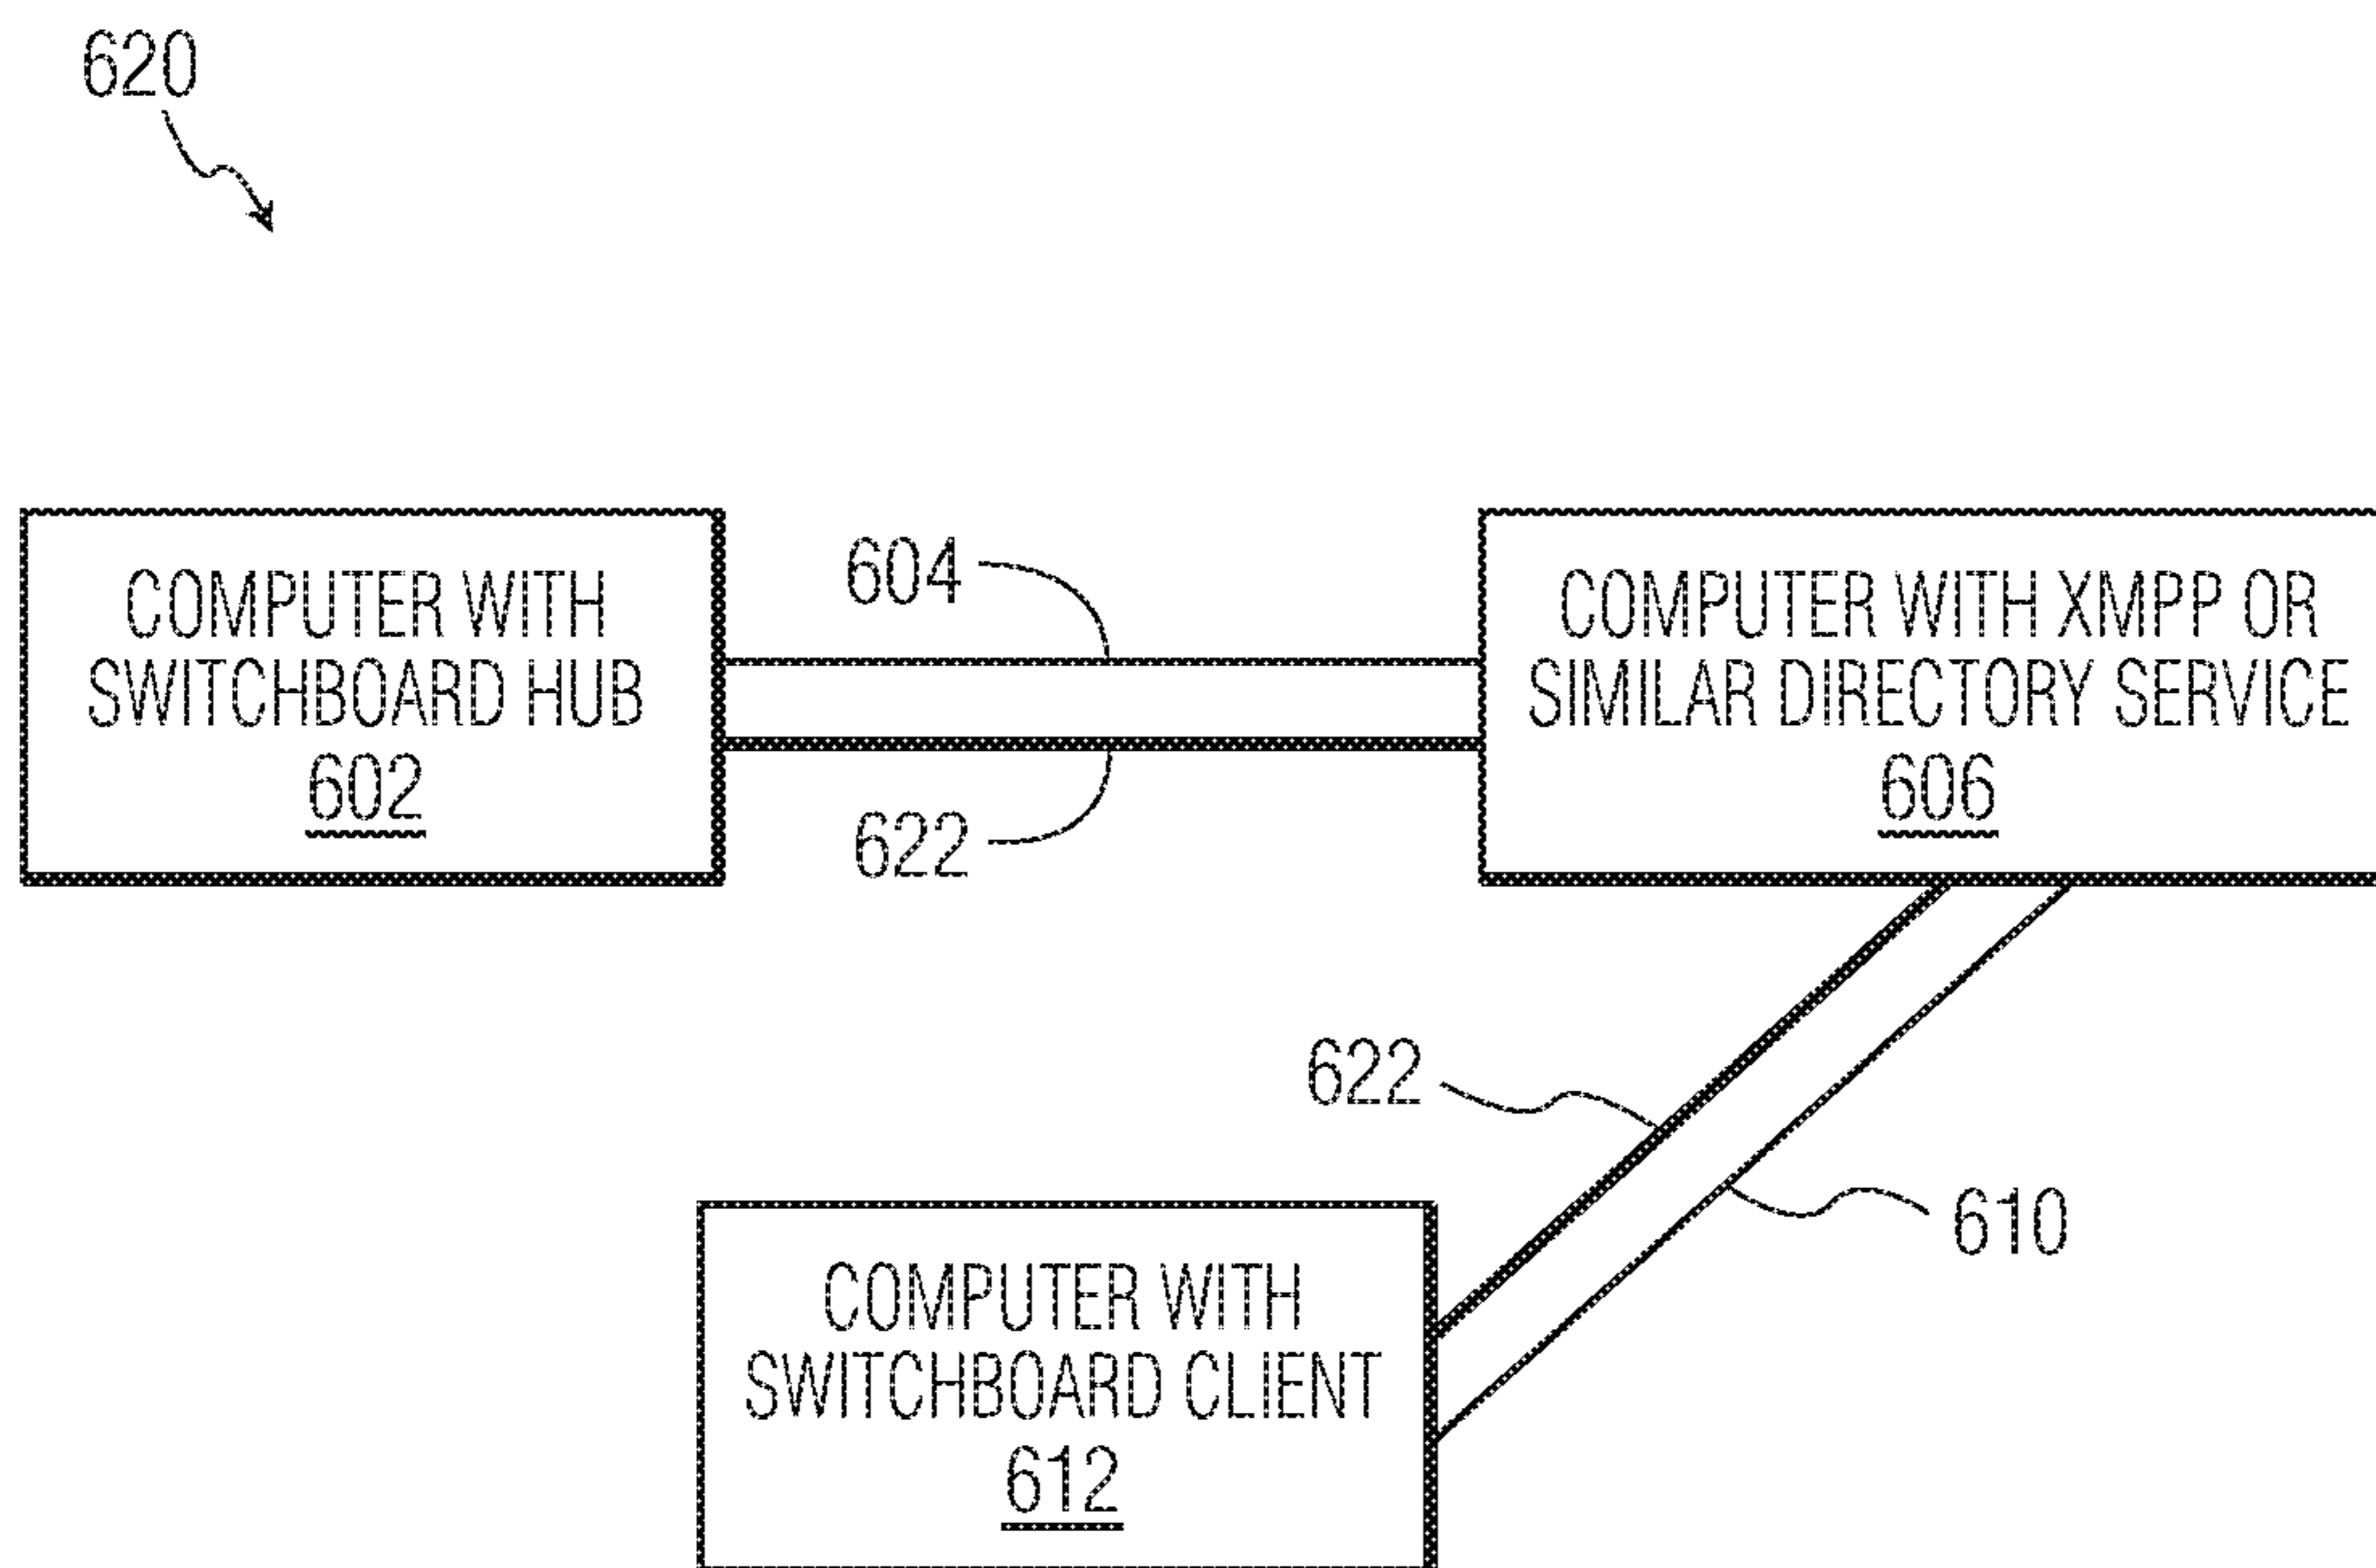 620
COMPUTER WITH
SWITCHBOARD HUB
602
604
622
COMPUTER WITH XMPP OR
SIMILAR DIRECTORY SERVICE
606
622
610
COMPUTER WITH
SWITCHBOARD CLIENT
612